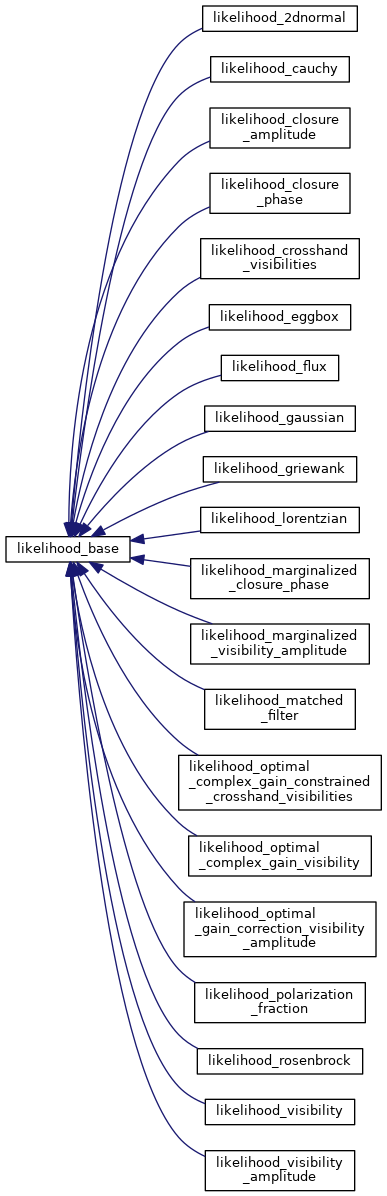 likelihood_2dnormal
likelihood_cauchy
likelihood_closure
_amplitude
likelihood_closure
_phase
likelihood_crosshand
_visibilities
likelihood_eggbox
likelihood_flux
likelihood_gaussian
likelihood_griewank
likelihood_lorentzian
likelihood_base
likelihood_marginalized
_closure_phase
likelihood_marginalized
_visibility_amplitude
likelihood_matched
_filter
likelihood_optimal
_complex_gain_constrained
_crosshand_visibilities
likelihood_optimal
_complex_gain_visibility
likelihood_optimal
_gain_correction_visibility
_amplitude
likelihood_polarization
_fraction
likelihood_rosenbrock
likelihood_visibility
likelihood_visibility
_amplitude